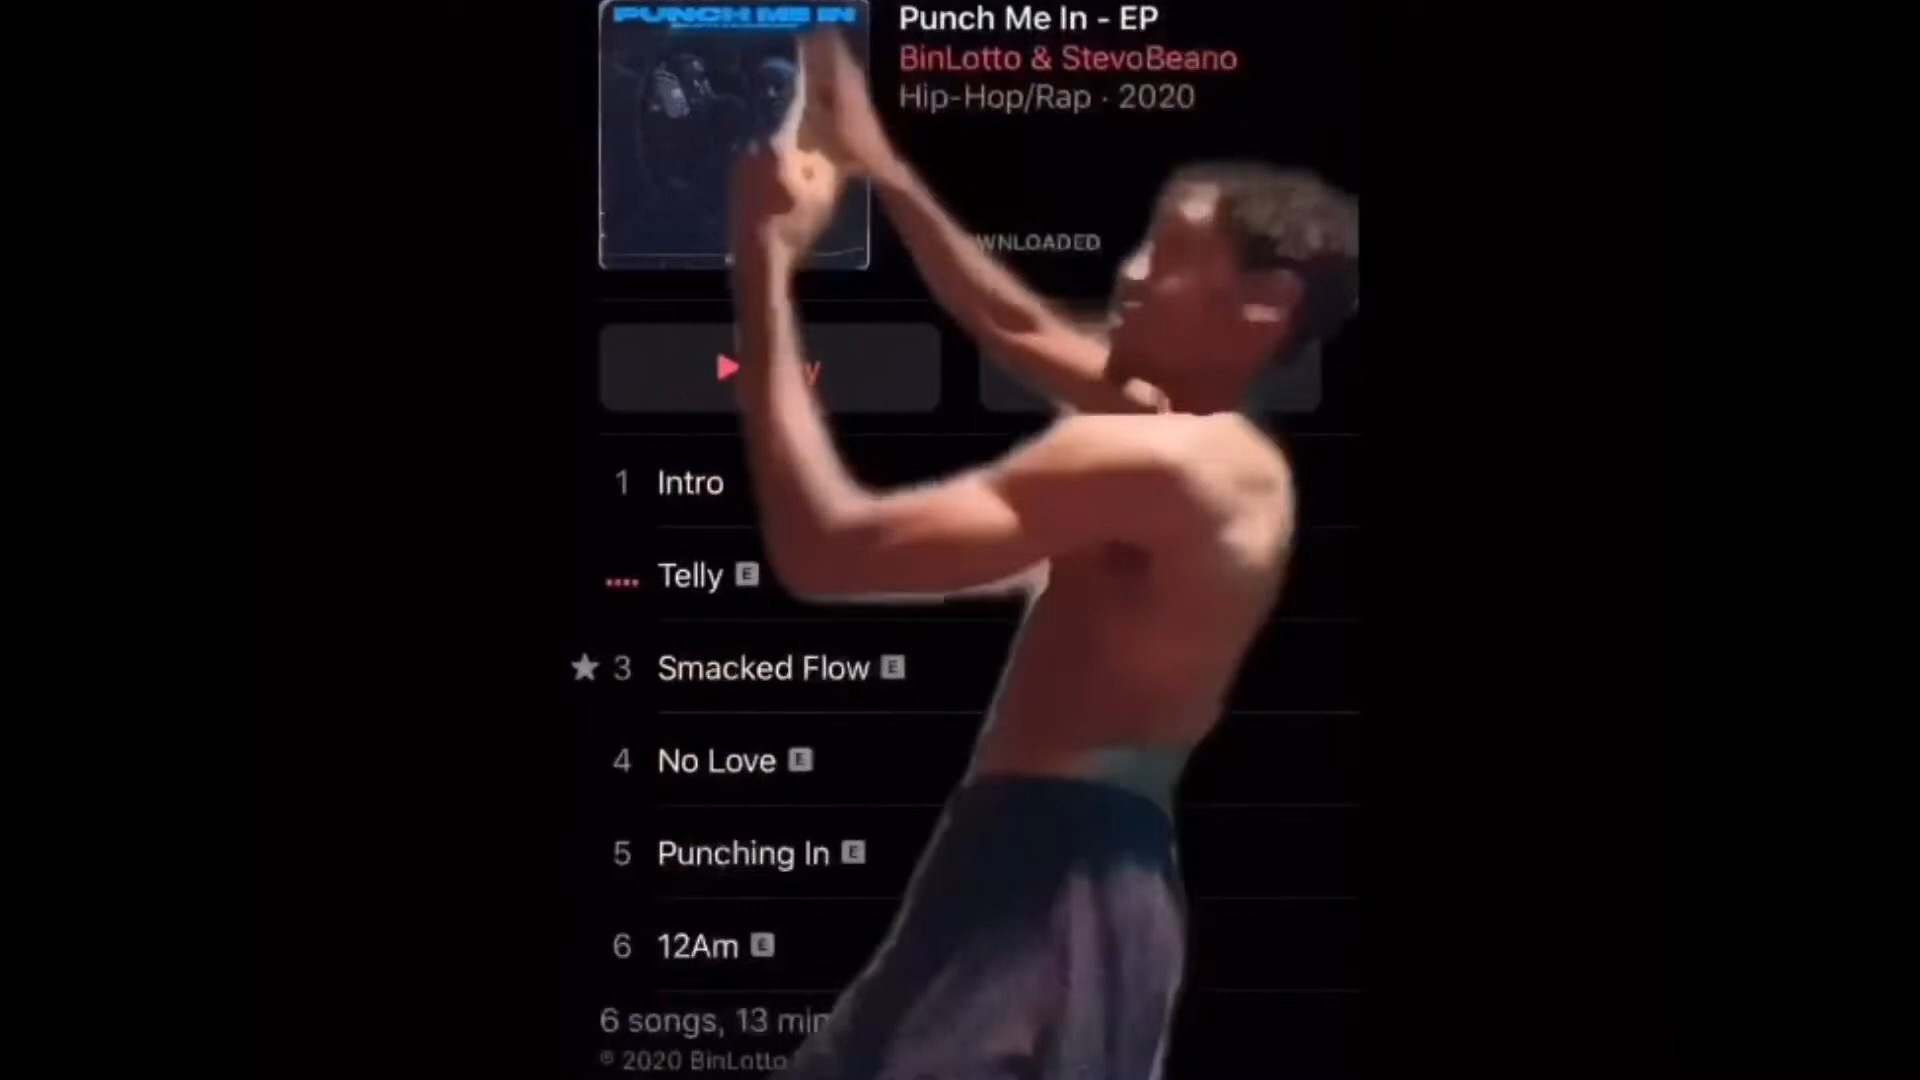 PUNCH ME IN
Punch Me In - EP
BinLotto & StevoBeano
Hip-Hop/Rap · 2020
WNLOADED
y
1 Intro
Telly E
3 Smacked Flow E
4 No Love E
5 Punching In E
6 12Am E
6 songs, 13 min
℗ 2020 BinLotto